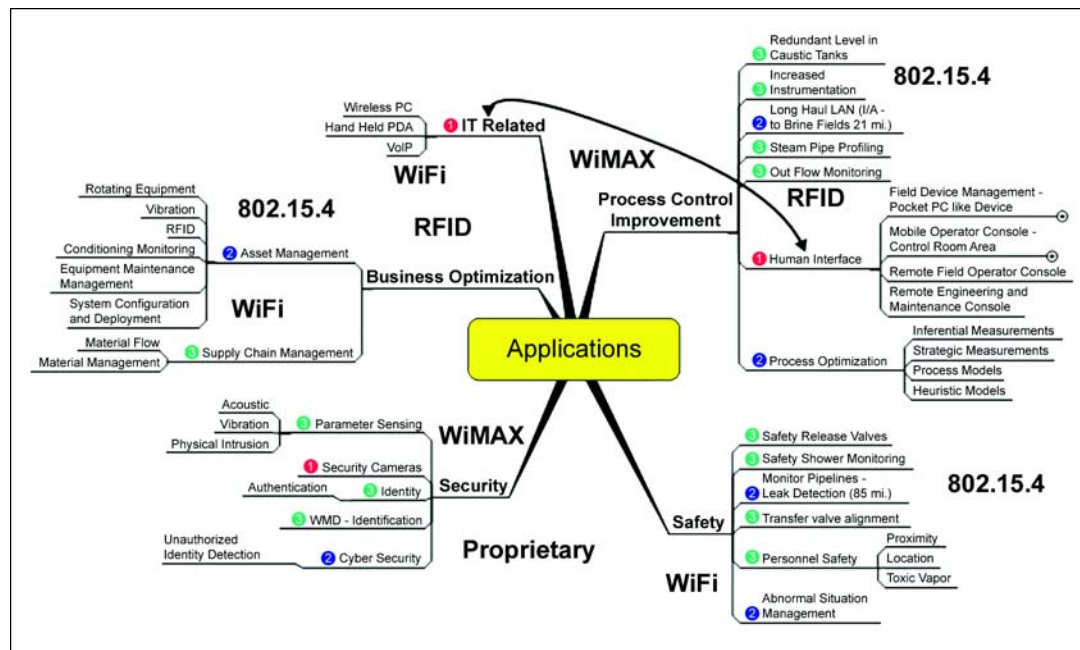 Applications
1 IT Related
Wireless PC
Hand Held PDA
VoIP
WiFi
WiMAX
RFID
Process Control
Improvement
3 Redundant Level in
Caustic Tanks
3 Increased
Instrumentation
2 Long Haul LAN (I/A -
to Brine Fields 21 mi.)
3 Steam Pipe Profiling
3 Out Flow Monitoring
802.15.4
RFID
1 Human Interface
Field Device Management -
Pocket PC like Device
Mobile Operator Console -
Control Room Area
Remote Field Operator Console
Remote Engineering and
Maintenance Console
2 Process Optimization
Inferential Measurements
Strategic Measurements
Process Models
Heuristic Models
Business Optimization
802.15.4
2 Asset Management
Rotating Equipment
Vibration
RFID
Conditioning Monitoring
Equipment Maintenance
Management
System Configuration
and Deployment
WiFi
3 Supply Chain Management
Material Flow
Material Management
Security
WiMAX
3 Parameter Sensing
Acoustic
Vibration
Physical Intrusion
1 Security Cameras
3 Identity
Authentication
3 WMD - Identification
2 Cyber Security
Unauthorized
Identity Detection
Proprietary
Safety
WiFi
3 Safety Release Valves
3 Safety Shower Monitoring
2 Monitor Pipelines -
Leak Detection (85 mi.)
3 Transfer valve alignment
3 Personnel Safety
Proximity
Location
Toxic Vapor
2 Abnormal Situation
Management
802.15.4